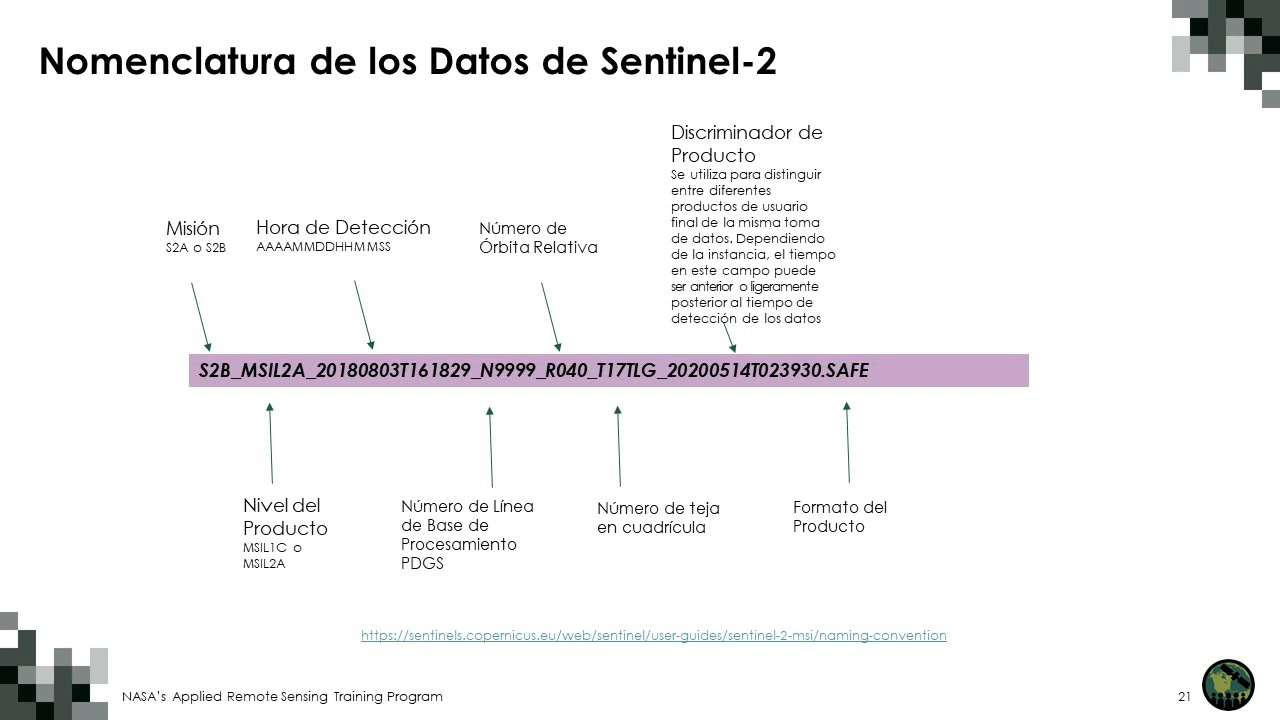 Nomenclatura de los Datos de Sentinel-2
Discriminador de
Producto
Se utiliza para distinguir
entre diferentes
productos de usuario
final de la misma toma
de datos. Dependiendo
de la instancia, el tiempo
en este campo puede
ser anterior o ligeramente
posterior al tiempo de
detección de los datos
Misión
S2A o S2B
Hora de Detección
AAAAMMDDHHMMSS
Número de
Órbita Relativa
S2B_MSIL2A_20180803T161829_N9999_R040_T17TLG_20200514T023930.SAFE
Nivel del
Producto
MSIL1C o
MSIL2A
Número de Línea
de Base de
Procesamiento
PDGS
Número de teja
en cuadrícula
Formato del
Producto
https://sentinels.copernicus.eu/web/sentinel/user-guides/sentinel-2-msi/naming-convention
NASA's Applied Remote Sensing Training Program
21